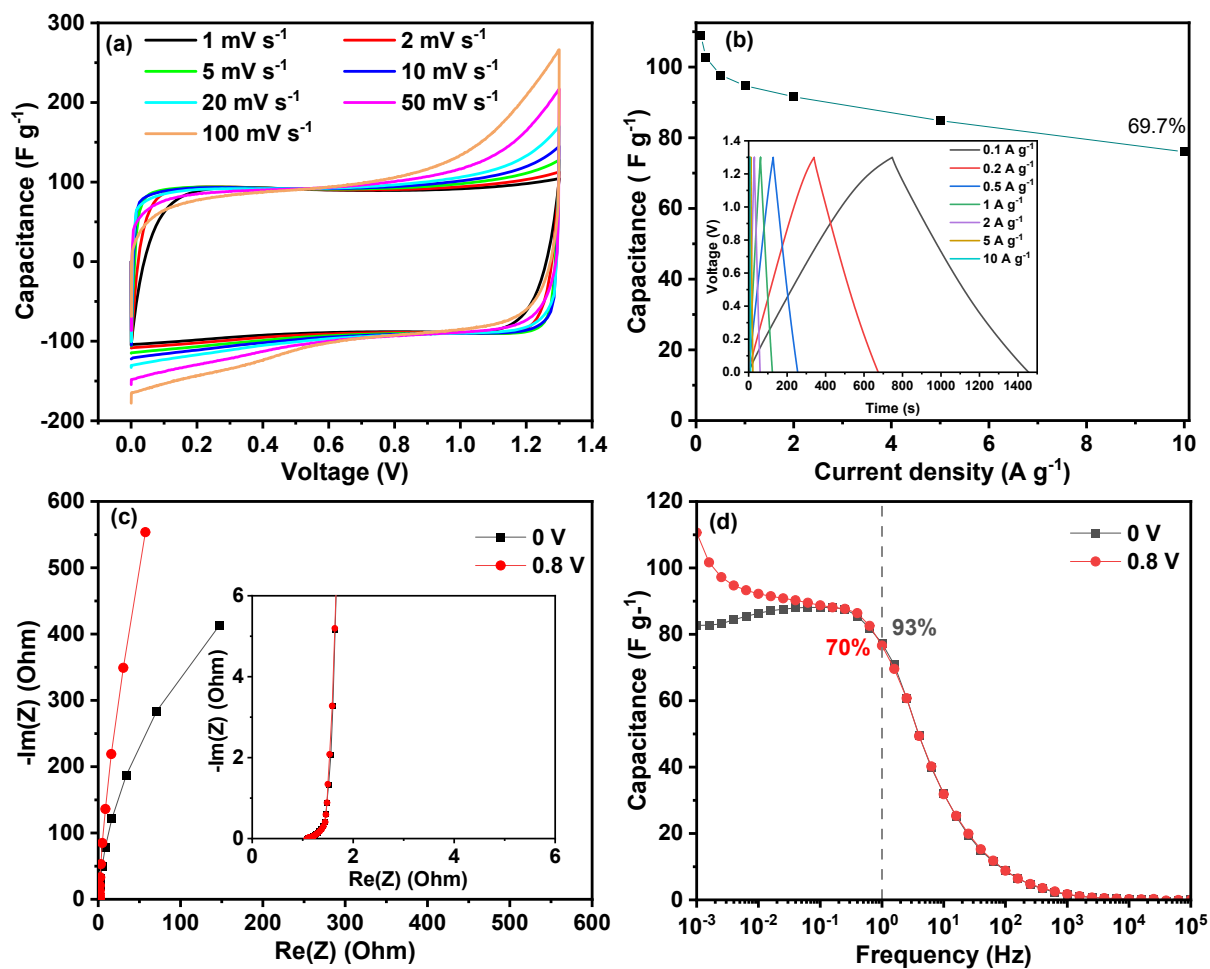 (a)
1 mV s-1
2 mV s-1
5 mV s-1
10 mV s-1
20 mV s-1
50 mV s-1
100 mV s-1
300
200
100
0
-100
-200
Capacitance (F g-1)
0.0 0.2 0.4 0.6 0.8 1.0 1.2 1.4
Voltage (V)
(b)
69.7%
100
80
60
40
20
0
Capacitance ( F g-1)
0 2 4 6 8 10
Current density (A g-1)
1.4
1.2
1.0
0.8
0.6
0.4
0.2
0.0
Voltage (V)
0.1 A g-1
0.2 A g-1
0.5 A g-1
1 A g-1
2 A g-1
5 A g-1
10 A g-1
0 200 400 600 800 1000 1200 1400
Time (s)
(c)
0 V
0.8 V
600
500
400
300
200
100
0
-Im(Z) (Ohm)
0 100 200 300 400 500 600
Re(Z) (Ohm)
6
4
2
0
-Im(Z) (Ohm)
0 2 4 6
Re(Z) (Ohm)
(d)
0 V
0.8 V
93%
70%
120
100
80
60
40
20
0
Capacitance (F g-1)
10-3 10-2 10-1 100 101 102 103 104 105
Frequency (Hz)